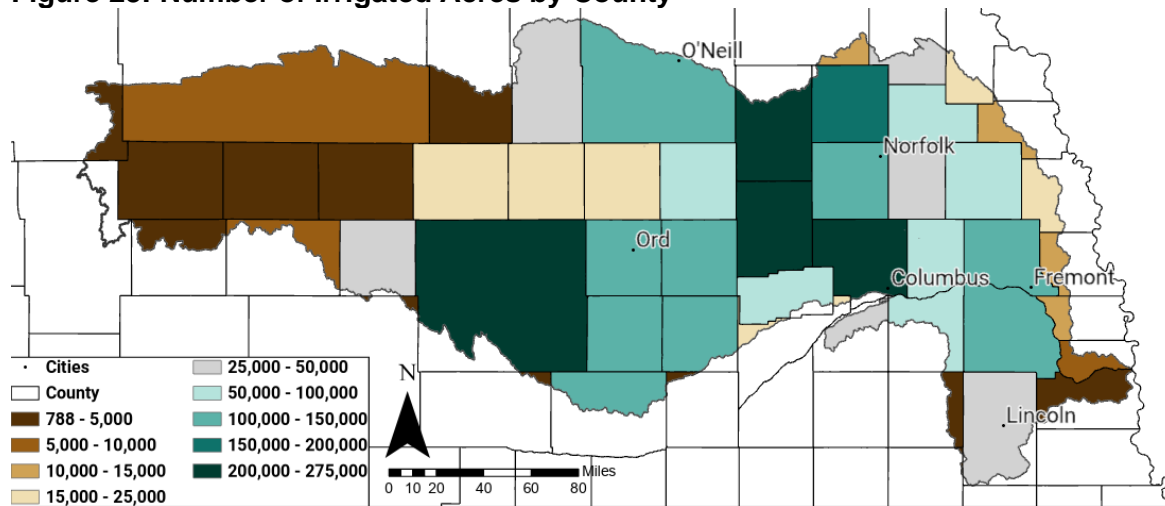 Figure 23. Number of Irrigated Acres by County
O'Neill
Norfolk
Ord
Columbus
Fremont
Lincoln
Cities
County
788 - 5,000
5,000 - 10,000
10,000 - 15,000
15,000 - 25,000
25,000 - 50,000
50,000 - 100,000
100,000 - 150,000
150,000 - 200,000
200,000 - 275,000
N
Miles
0 10 20 40 60 80